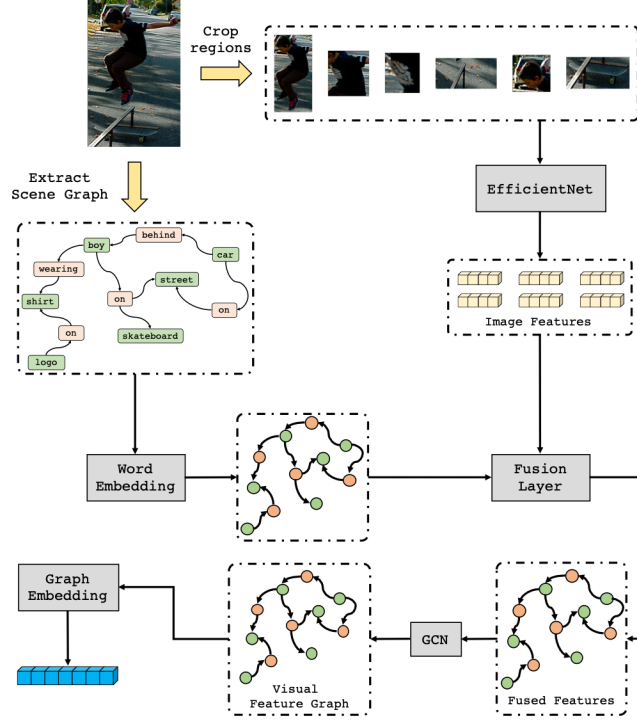 Crop
regions
Extract
Scene Graph
EfficientNet
behind
boy
car
wearing
street
shirt
on
on
on
skateboard
logo
Image Features
Word
Embedding
Fusion
Layer
Graph
Embedding
GCN
Visual
Feature Graph
Fused Features